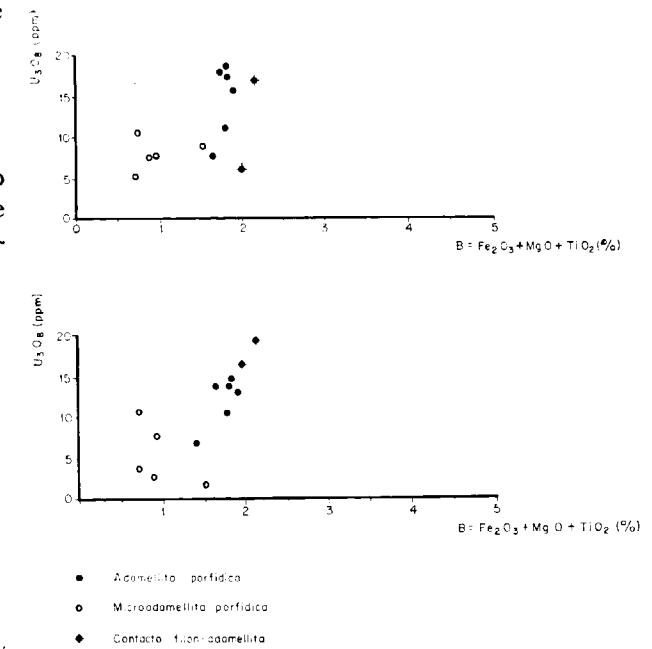 U₃O₈ (ppm)
20
15
10
5
0
0 1 2 3 4 5
B = Fe₂O₃ + MgO + TiO₂ (%)
U₃O₈ (ppm)
20
15
10
5
0
1 2 3 4 5
B = Fe₂O₃ + MgO + TiO₂ (%)
Adamellita porfidica
Microadamellita porfidica
Contacto filon-adamellita